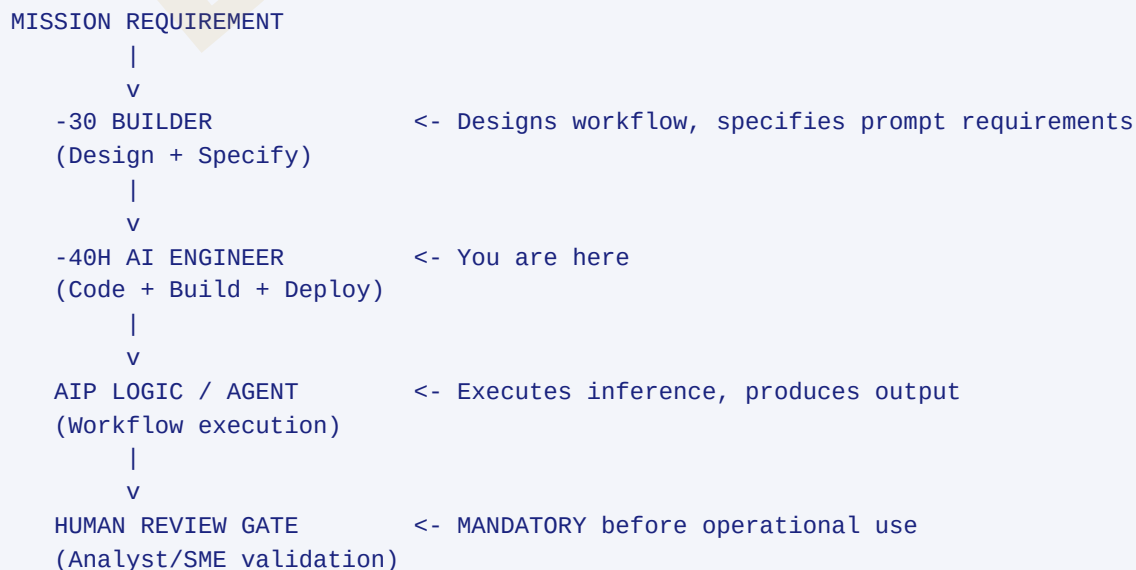 MISSION REQUIREMENT
|
v
-30 BUILDER <- Designs workflow, specifies prompt requirements
(Design + Specify)
|
v
-40H AI ENGINEER <- You are here
(Code + Build + Deploy)
|
v
AIP LOGIC / AGENT <- Executes inference, produces output
(Workflow execution)
|
v
HUMAN REVIEW GATE <- MANDATORY before operational use
(Analyst/SME validation)